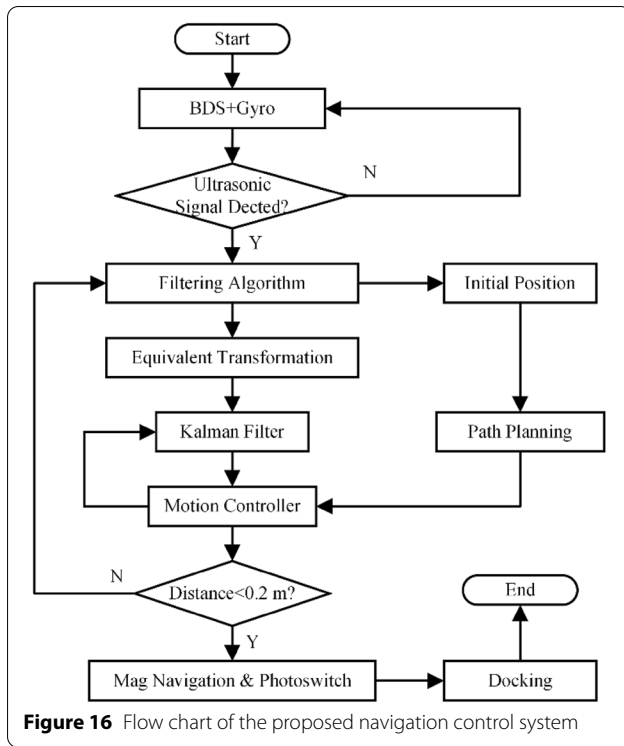 Start
BDS+Gyro
Ultrasonic
Signal Dected?
N
Y
Filtering Algorithm
Initial Position
Equivalent Transformation
Kalman Filter
Path Planning
Motion Controller
N
Distance<0.2 m?
End
Y
Mag Navigation & Photoswitch
Docking
Figure 16 Flow chart of the proposed navigation control system